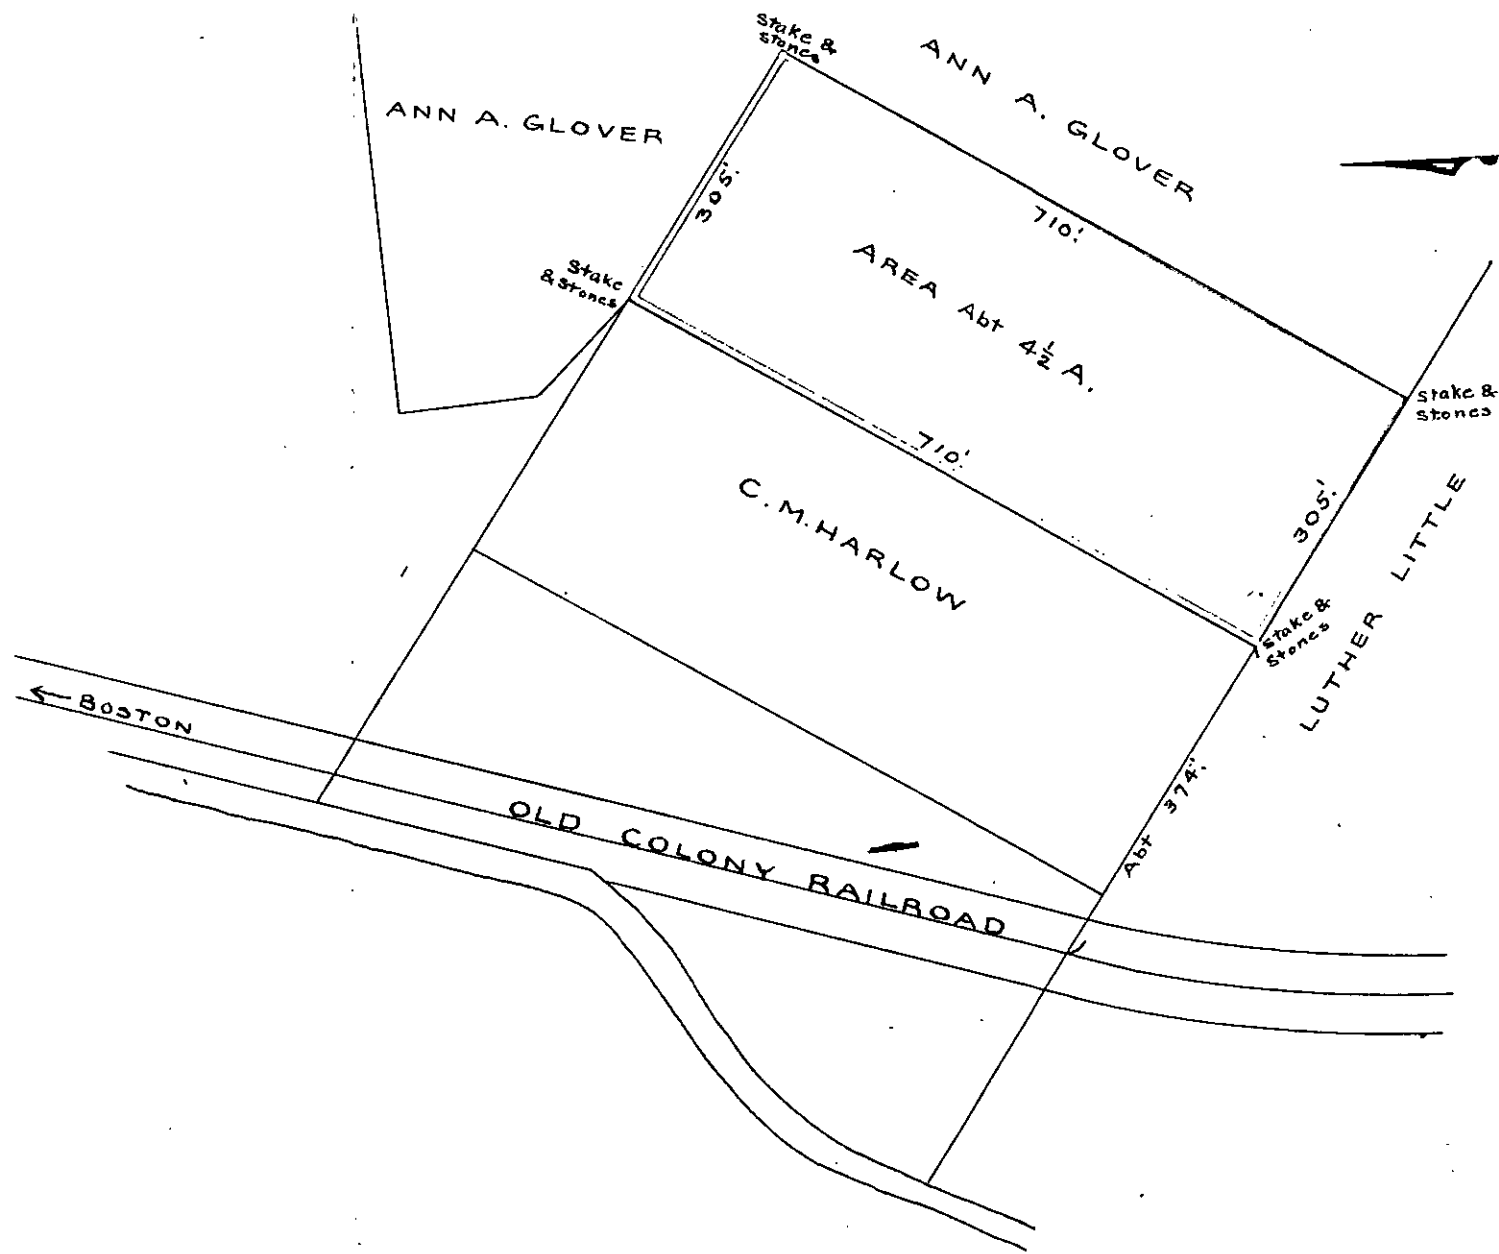 Stake &
stones
ANN A. GLOVER
ANN A. GLOVER
305'.
710'.
Stake
& Stones
AREA Abt 4½ A.
Stake &
Stones
710'.
305'.
C. M. HARLOW
LUTHER LITTLE
Stake &
Stones
← BOSTON
Abt 374'.
OLD COLONY RAILROAD